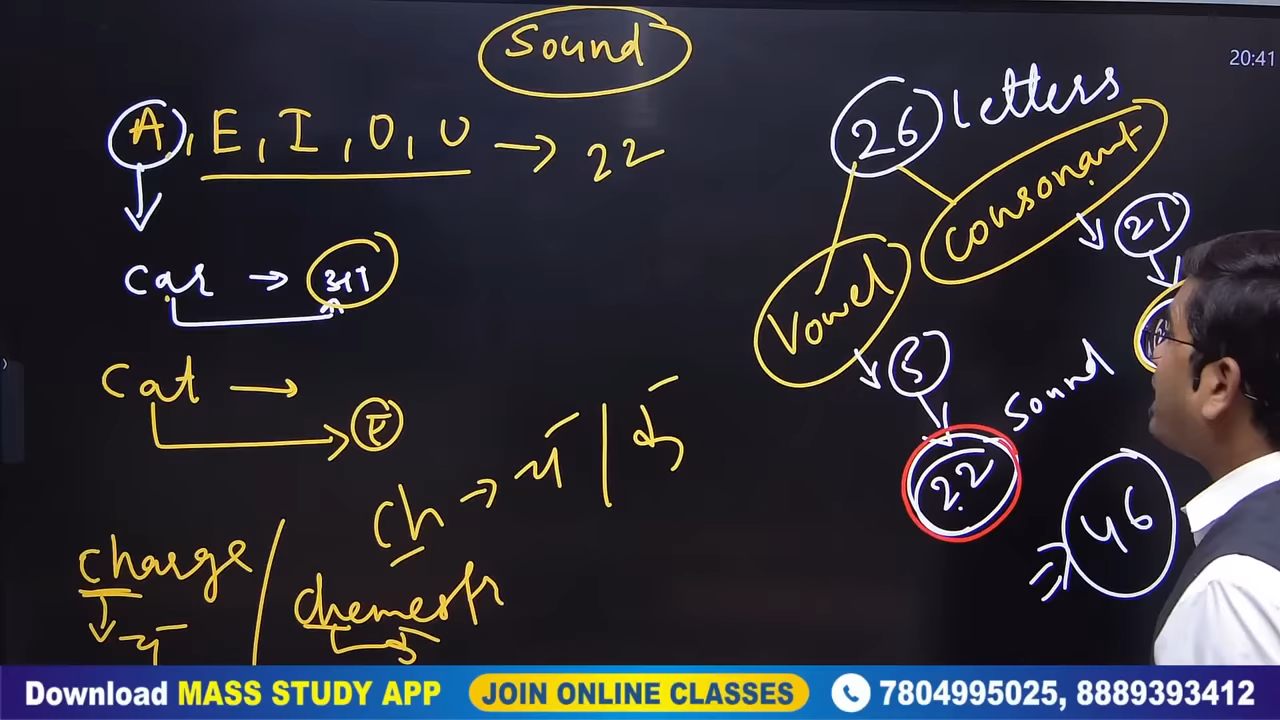 Sound
20:41
A, E, I, O, U → 22
26 letters
Vowel
consonant
21
5
Sound
22
46
Car → आ
Cat →
Ch → च / क
Charge / Chemestr
च
क
Download MASS STUDY APP
JOIN ONLINE CLASSES
7804995025, 8889393412